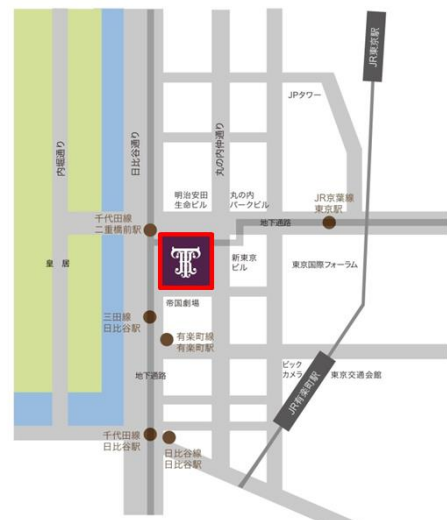 JR東京駅
JPタワー
内堀通り
日比谷通り
丸の内仲通り
明治安田
生命ビル
丸の内
パークビル
JR京葉線
東京駅
千代田線
二重橋前駅
地下通路
皇 居
新東京
ビル
東京国際フォーラム
帝国劇場
三田線
日比谷駅
有楽町線
有楽町駅
地下通路
ビック
カメラ
東京交通会館
JR有楽町駅
千代田線
日比谷駅
日比谷線
日比谷駅